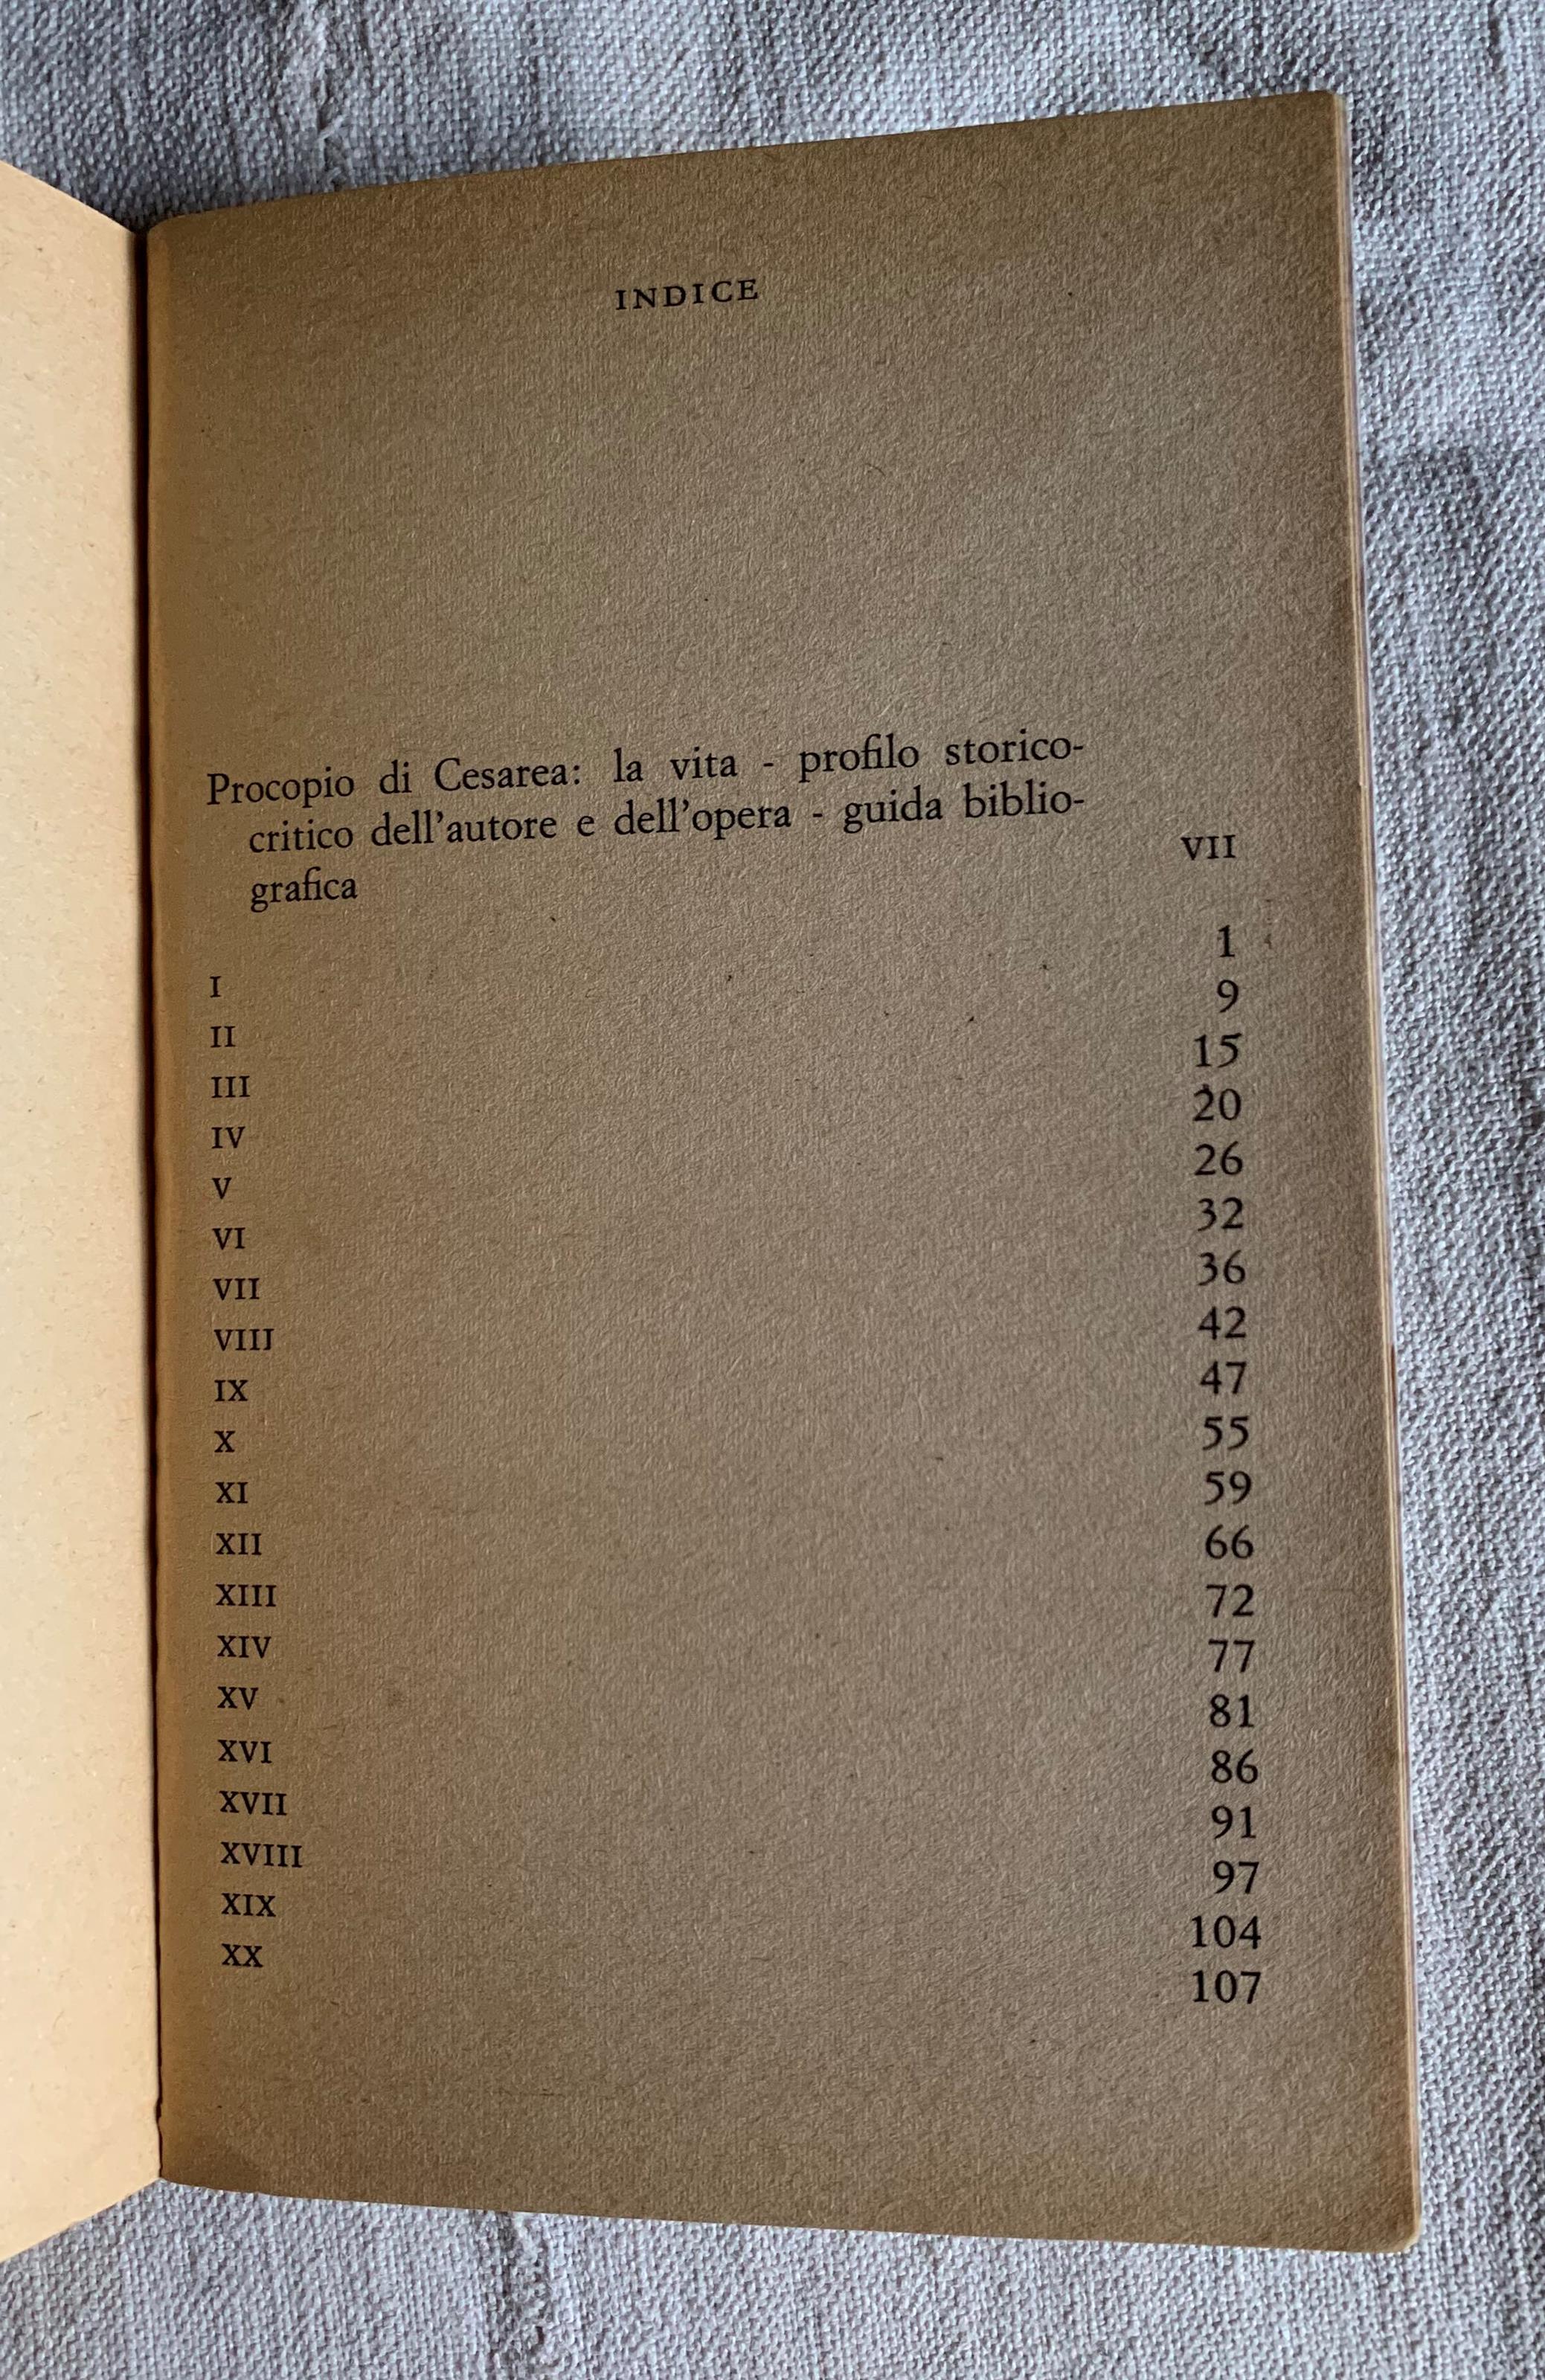 INDICE
Procopio di Cesarea: la vita - profilo storico-
critico dell'autore e dell'opera - guida biblio-
grafica VII
I 1
II 9
III 15
IV 20
V 26
VI 32
VII 36
VIII 42
IX 47
X 55
XI 59
XII 66
XIII 72
XIV 77
XV 81
XVI 86
XVII 91
XVIII 97
XIX 104
XX 107